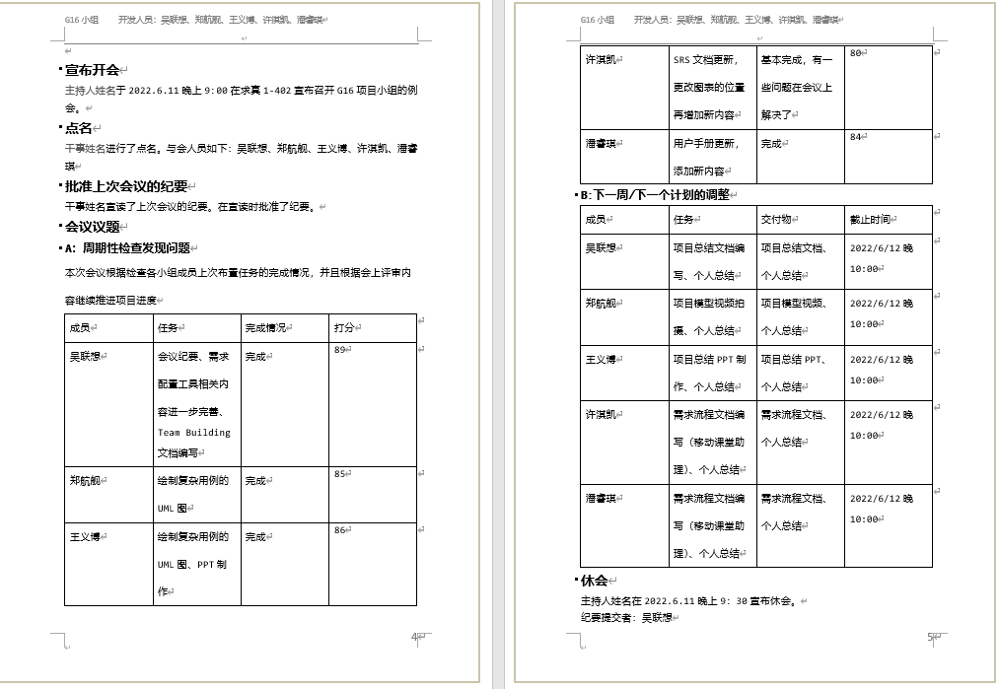 G16 小组 开发人员: 吴联想、郑航舰、王义博、许淇凯、潘睿琪
宣布开会
主持人姓名于 2022.6.11 晚上 9:00 在求真 1-402 宣布召开 G16 项目小组的例
会。
点名
干事姓名进行了点名。与会人员如下: 吴联想、郑航舰、王义博、许淇凯、潘睿
琪
批准上次会议的纪要
干事姓名宣读了上次会议的纪要。在宣读时批准了纪要。
会议议题
A: 周期性检查发现问题
本次会议根据检查各小组成员上次布置任务的完成情况，并且根据会上评审内
容继续推进项目进度
成员 任务 完成情况 打分
吴联想 会议纪要、需求 完成 89
配置工具相关内
容进一步完善、
Team Building
文档编写
郑航舰 绘制复杂用例的 完成 85
UML 图
王义博 绘制复杂用例的 完成 86
UML 图、PPT 制
作
4
G16 小组 开发人员: 吴联想、郑航舰、王义博、许淇凯、潘睿琪
许淇凯 SRS 文档更新， 基本完成，有一 80
更改图表的位置 些问题在会议上
再增加新内容 解决了
潘睿琪 用户手册更新， 完成 84
添加新内容
B:下一周/下一个计划的调整
成员 任务 交付物 截止时间
吴联想 项目总结文档编 项目总结文档、 2022/6/12 晚
写、个人总结 个人总结 10:00
郑航舰 项目模型视频拍 项目模型视频、 2022/6/12 晚
摄、个人总结 个人总结 10:00
王义博 项目总结 PPT 制 项目总结 PPT、 2022/6/12 晚
作、个人总结 个人总结 10:00
许淇凯 需求流程文档编 需求流程文档、 2022/6/12 晚
写（移动课堂助 个人总结 10:00
理）、个人总结
潘睿琪 需求流程文档编 需求流程文档、 2022/6/12 晚
写（移动课堂助 个人总结 10:00
理）、个人总结
休会
主持人姓名在 2022.6.11 晚上 9: 30 宣布休会。
纪要提交者: 吴联想
5